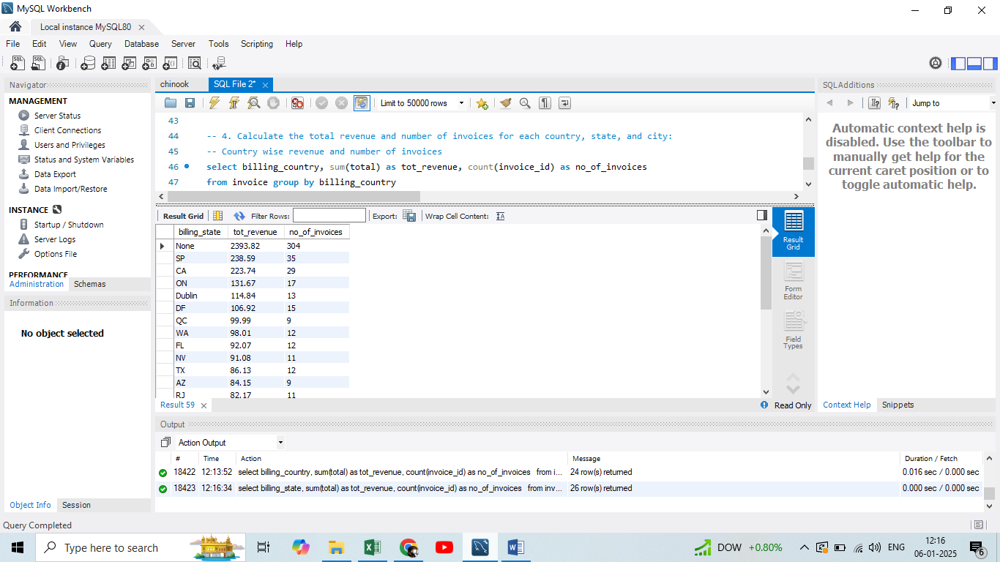 MySQL Workbench
Local instance MySQL80
File Edit View Query Database Server Tools Scripting Help
Navigator
MANAGEMENT
Server Status
Client Connections
Users and Privileges
Status and System Variables
Data Export
Data Import/Restore
INSTANCE
Startup / Shutdown
Server Logs
Options File
PERFORMANCE
Administration Schemas
Information
No object selected
Object Info Session
Query Completed
chinook SQL File 2*
Limit to 50000 rows
43
44 -- 4. Calculate the total revenue and number of invoices for each country, state, and city:
45 -- Country wise revenue and number of invoices
46 select billing_country, sum(total) as tot_revenue, count(invoice_id) as no_of_invoices
47 from invoice group by billing_country
Result Grid Filter Rows: Export: Wrap Cell Content:
billing_state tot_revenue no_of_invoices
None 2393.82 304
SP 238.59 35
CA 223.74 29
ON 131.67 17
Dublin 114.84 13
DF 106.92 15
QC 99.99 9
WA 98.01 12
FL 92.07 12
NV 91.08 11
TX 86.13 12
AZ 84.15 9
RJ 82.17 11
Result 59
Read Only
Result
Grid
Form
Editor
Field
Types
SQLAdditions
Jump to
Automatic context help is
disabled. Use the toolbar to
manually get help for the
current caret position or to
toggle automatic help.
Context Help Snippets
Output
Action Output
# Time Action Message Duration / Fetch
18422 12:13:52 select billing_country, sum(total) as tot_revenue, count(invoice_id) as no_of_invoices from i... 24 row(s) returned 0.016 sec / 0.000 sec
18423 12:16:34 select billing_state, sum(total) as tot_revenue, count(invoice_id) as no_of_invoices from inv... 26 row(s) returned 0.000 sec / 0.000 sec
Type here to search
DOW +0.80%
ENG
12:16
06-01-2025
6